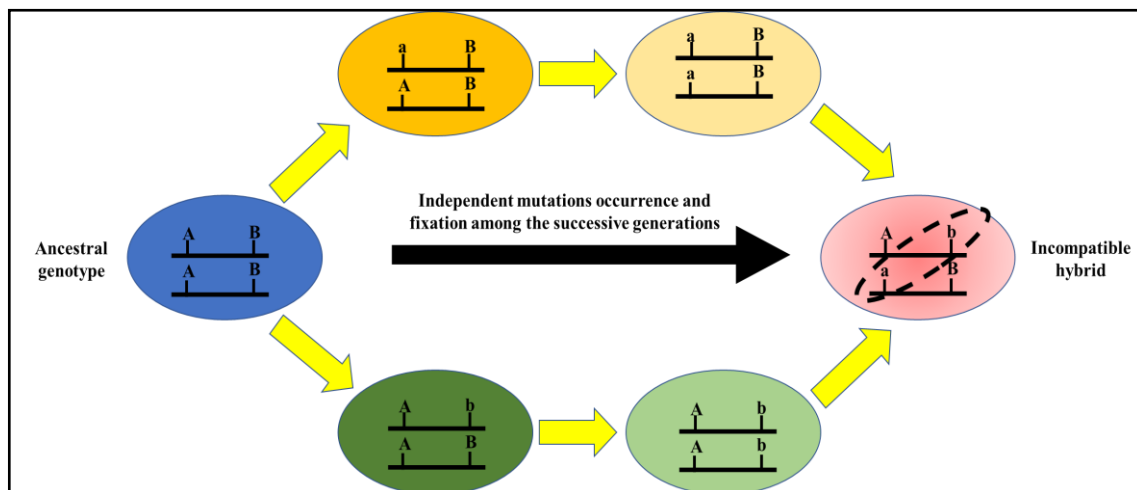 a B
A B
a B
a B
Independent mutations occurrence and
fixation among the successive generations
Ancestral
genotype
A B
A B
A b
a B
Incompatible
hybrid
A b
A B
A b
A b